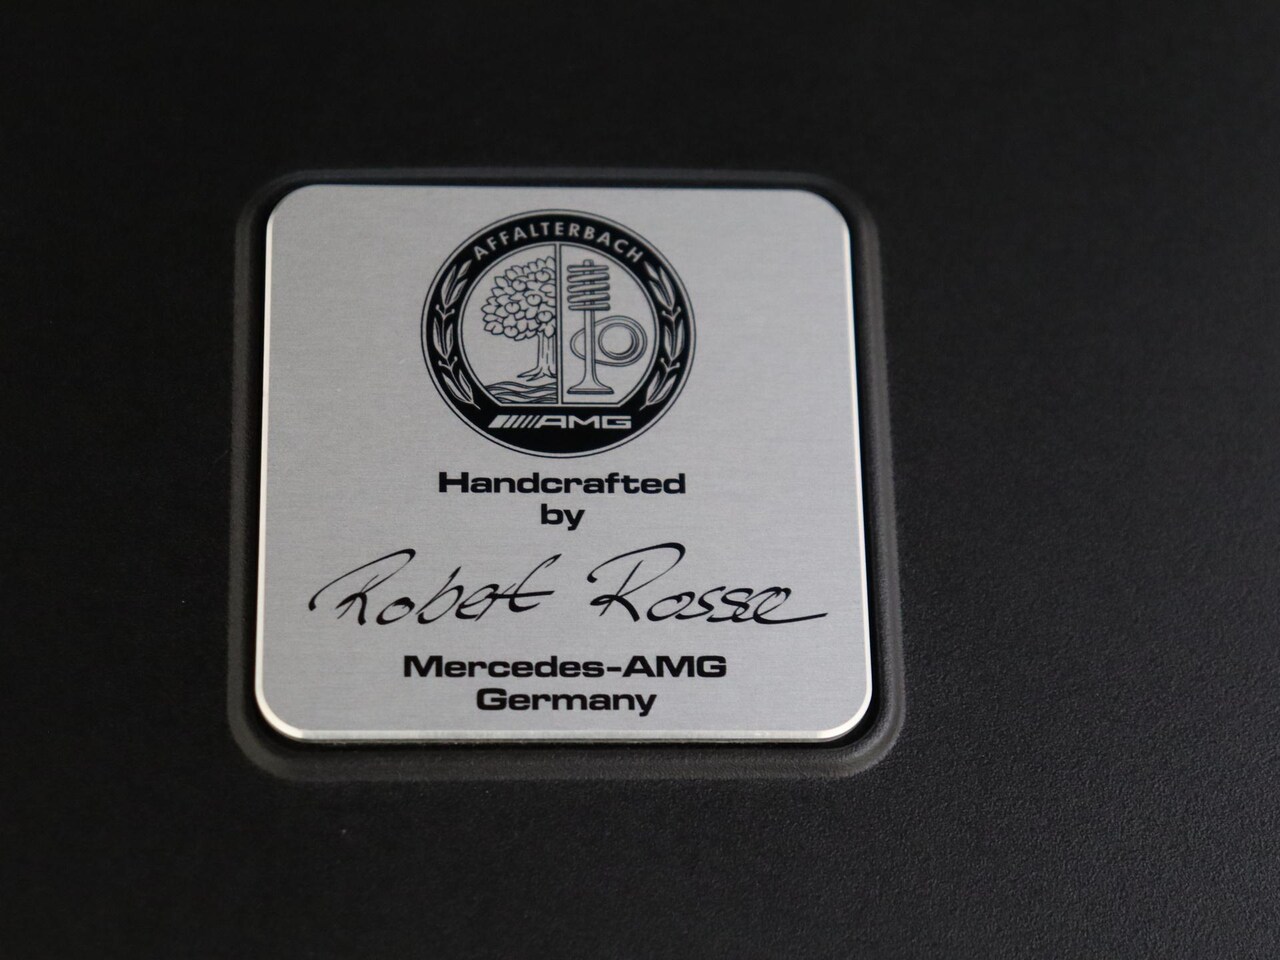 AFFALTERBACH
AMG
Handcrafted
by
Robert Rosse
Mercedes-AMG
Germany